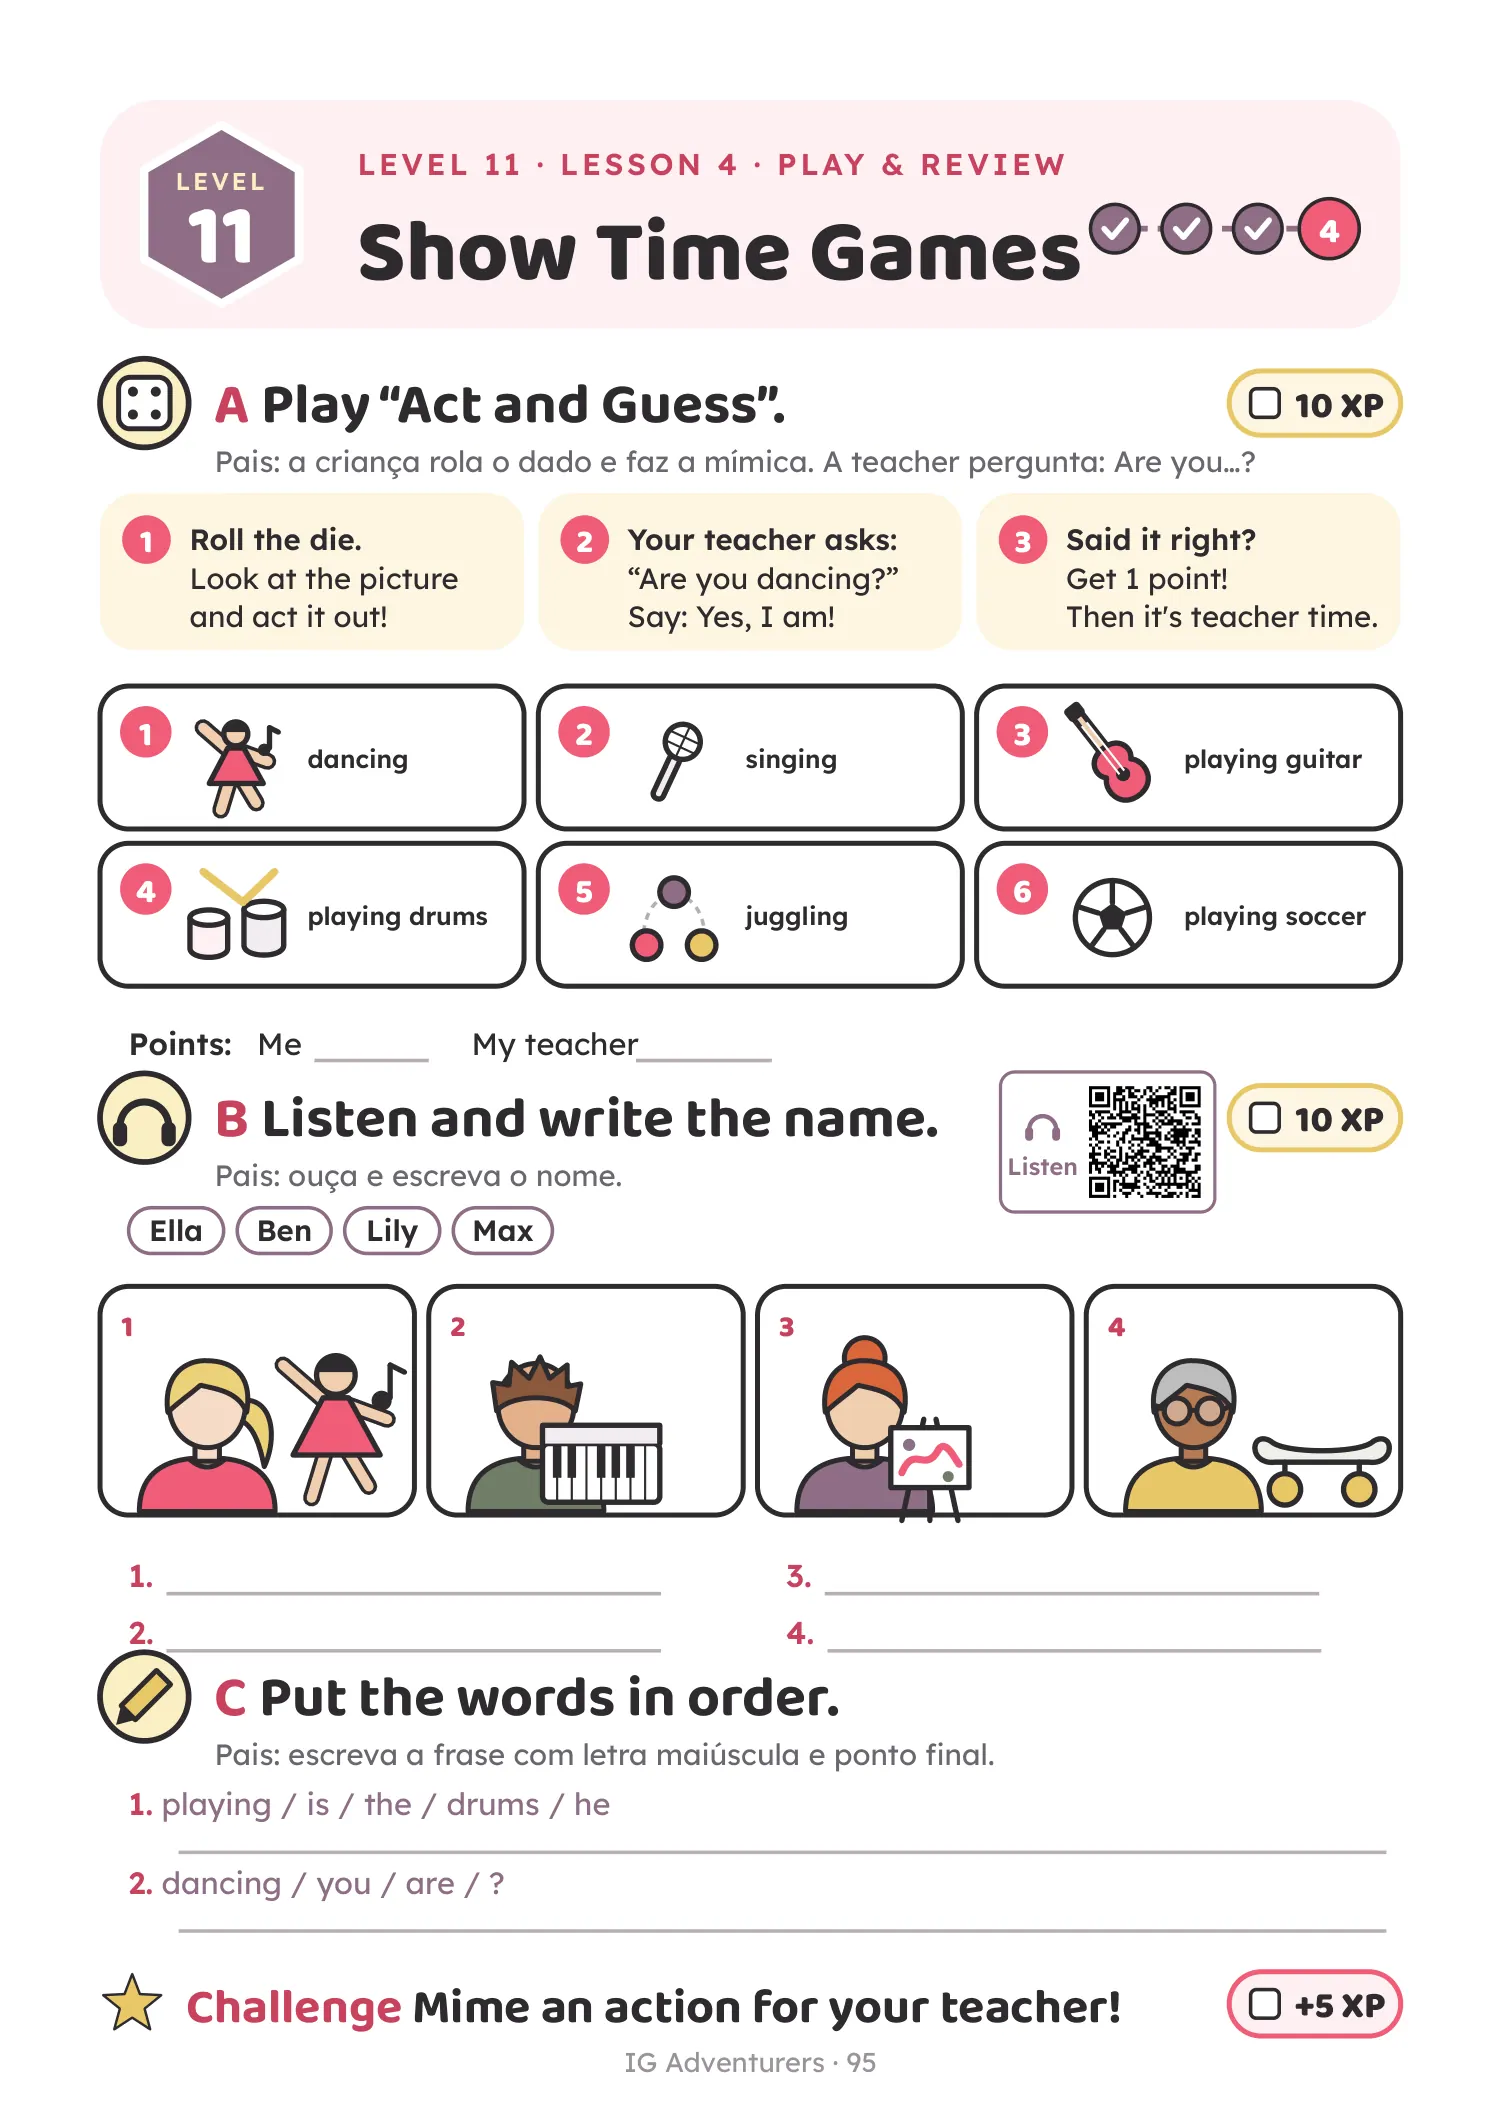 LEVEL
11
LEVEL 11 · LESSON 4 · PLAY & REVIEW
Show Time Games
4
A Play “Act and Guess”.
10 XP
Pais: a criança rola o dado e faz a mímica. A teacher pergunta: Are you...?
1 Roll the die.
Look at the picture
and act it out!
2 Your teacher asks:
“Are you dancing?”
Say: Yes, I am!
3 Said it right?
Get 1 point!
Then it's teacher time.
1 dancing
2 singing
3 playing guitar
4 playing drums
5 juggling
6 playing soccer
Points: Me ______ My teacher______
B Listen and write the name.
Listen
10 XP
Pais: ouça e escreva o nome.
Ella Ben Lily Max
1
2
3
4
1.
3.
2.
4.
C Put the words in order.
Pais: escreva a frase com letra maiúscula e ponto final.
1. playing / is / the / drums / he
2. dancing / you / are / ?
Challenge Mime an action for your teacher!
+5 XP
IG Adventurers · 95